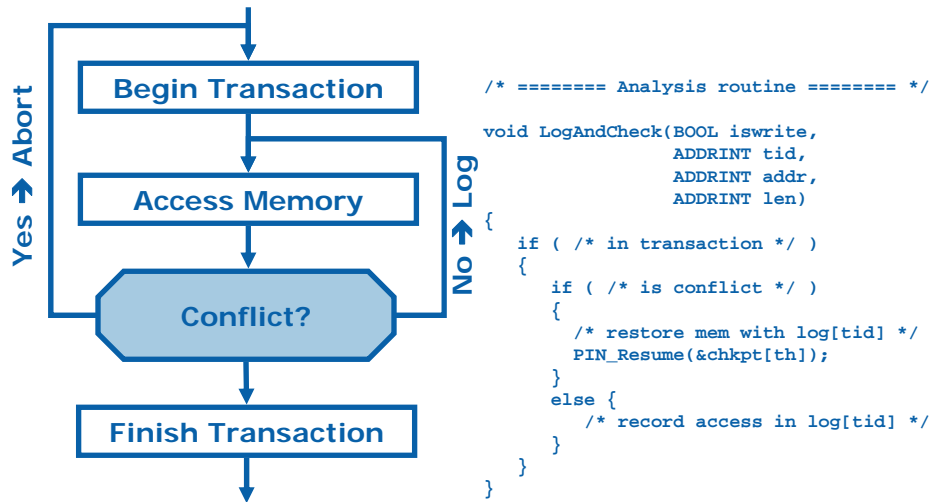 Begin Transaction
Access Memory
Conflict?
Finish Transaction
Yes ➔ Abort
No ➔ Log
/* ======== Analysis routine ======== */
void LogAndCheck(BOOL iswrite,
ADDRINT tid,
ADDRINT addr,
ADDRINT len)
{
if ( /* in transaction */ )
{
if ( /* is conflict */ )
{
/* restore mem with log[tid] */
PIN_Resume(&chkpt[th]);
}
else {
/* record access in log[tid] */
}
}
}